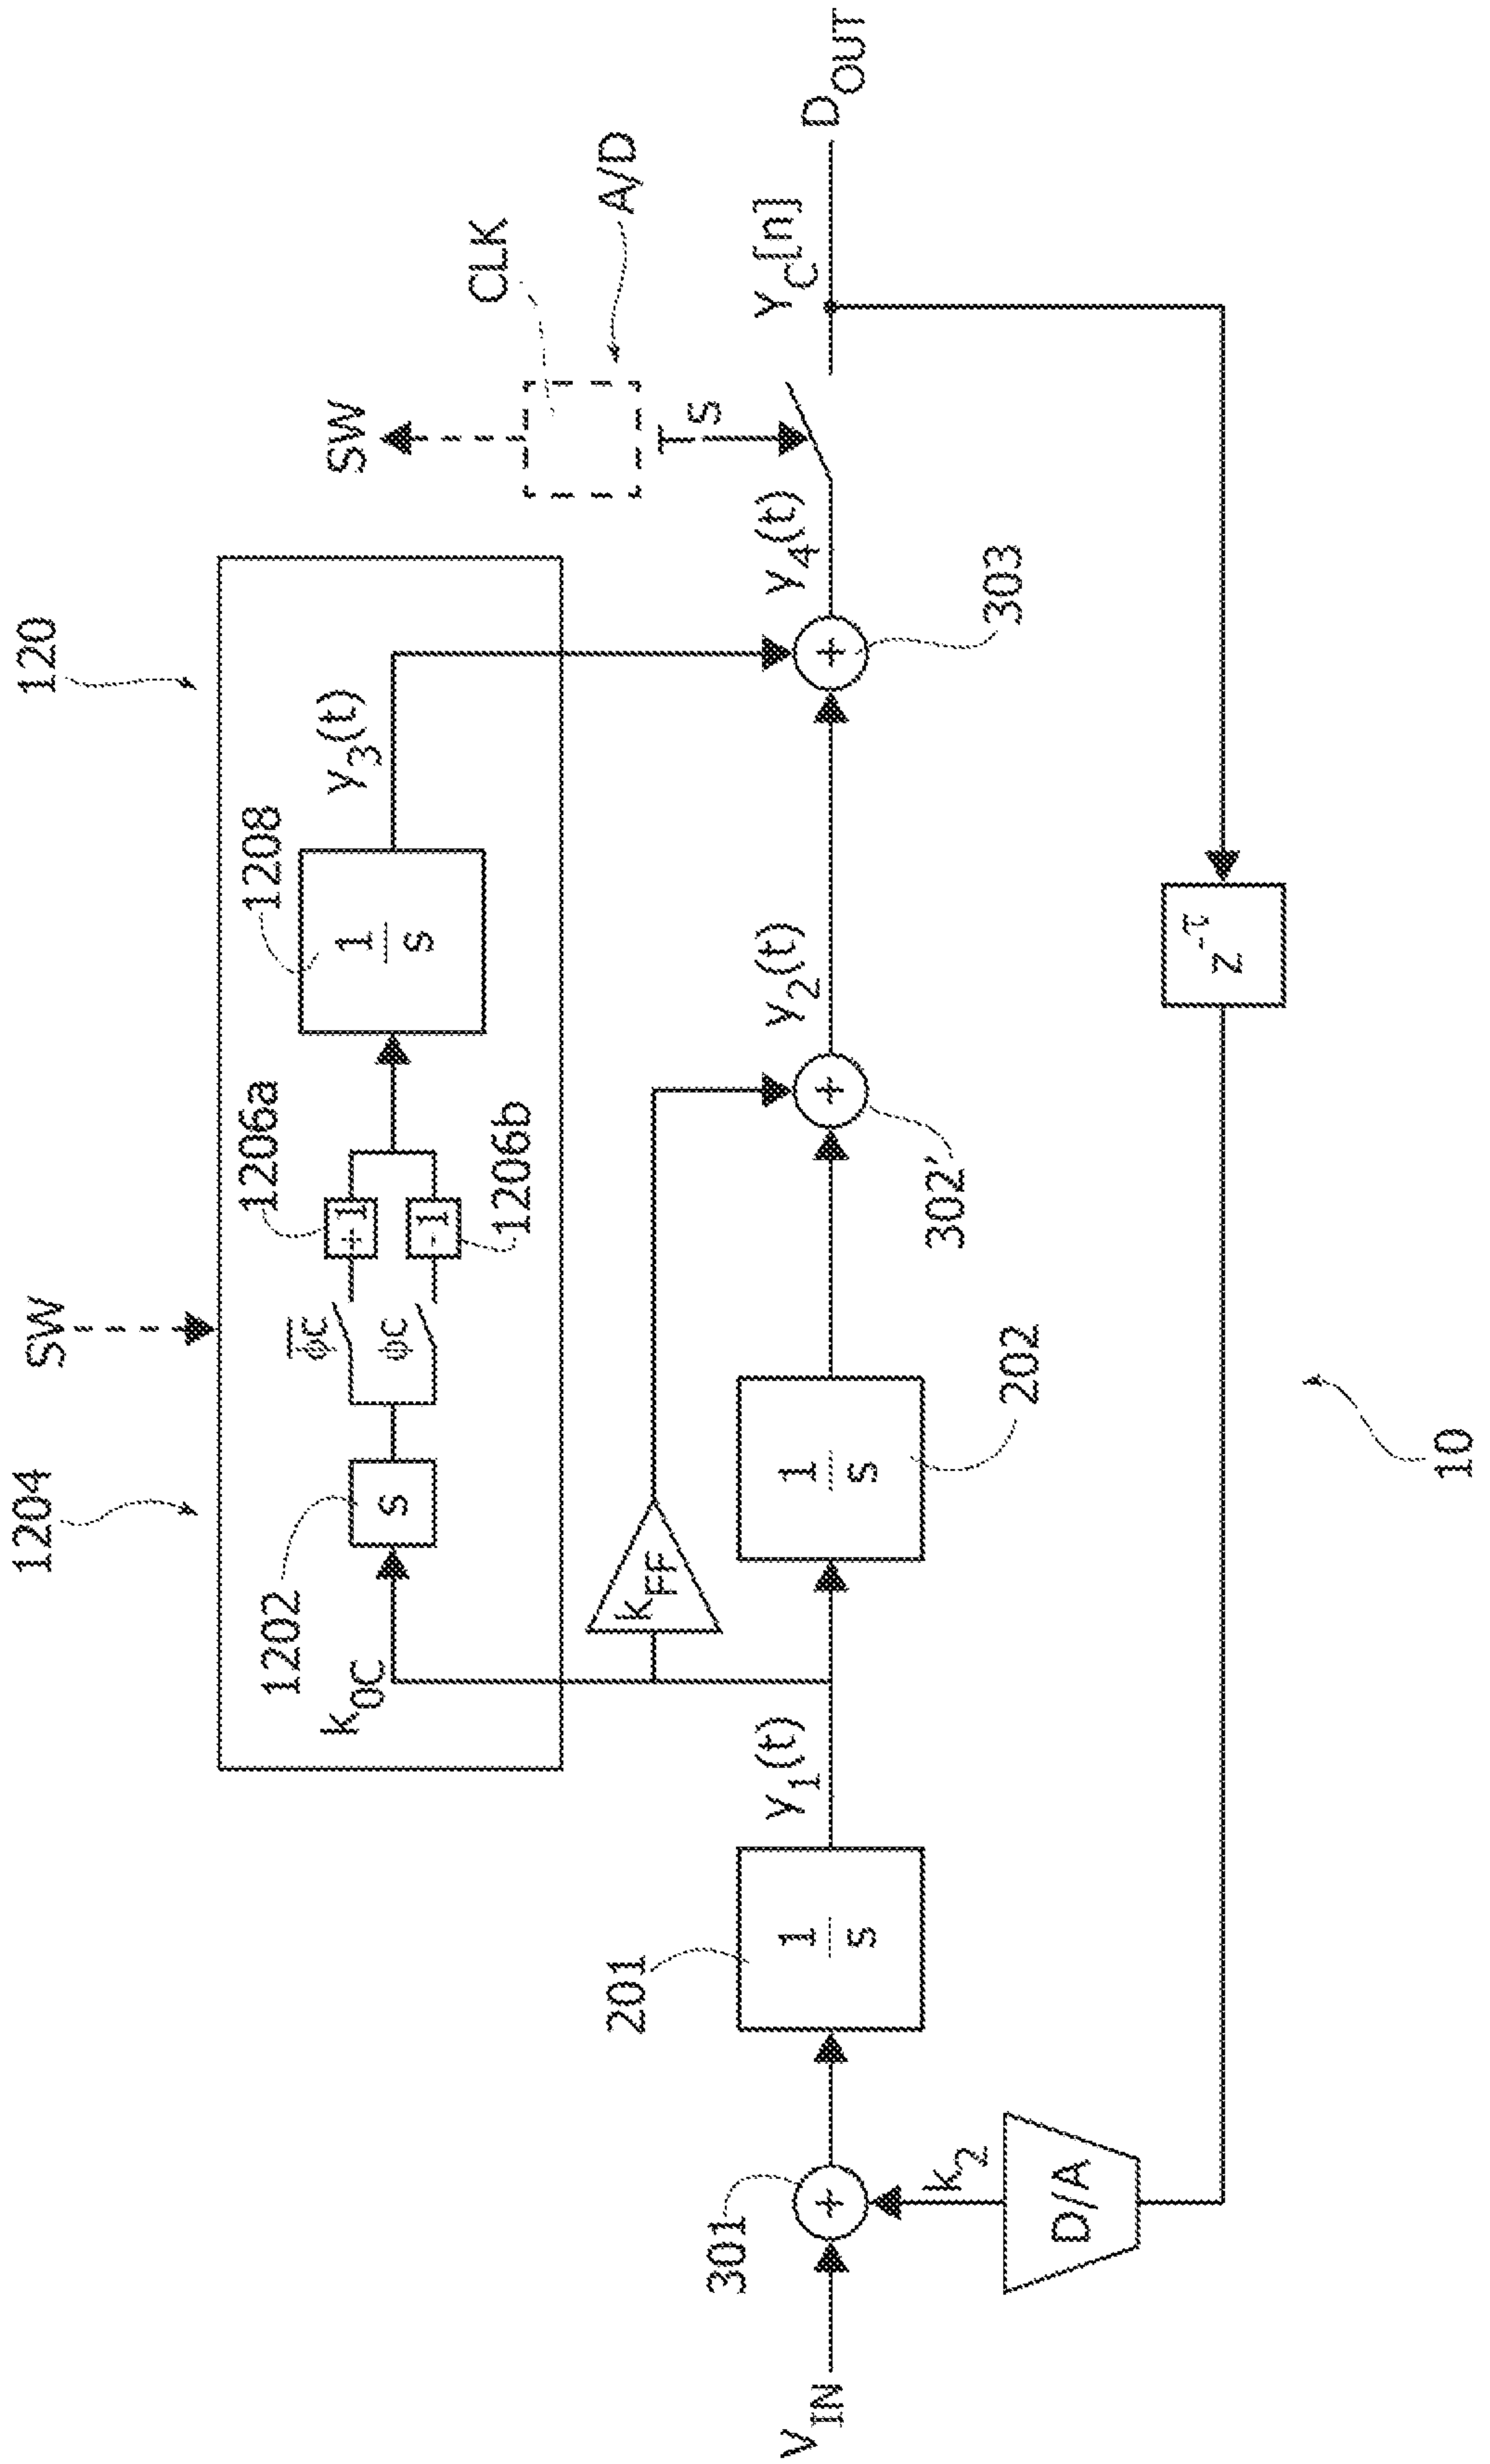 120
1204
SW
SW
CLK
A/D
1202
1206a
1208
y3(t)
k0C
s
φC
φC
+1
-1
1206b
1
s
TS
kFF
201
y1(t)
y2(t)
y4(t)
YC[n]
VIN
301
+
1
s
1
s
+
+
DOUT
202
302'
303
k2
D/A
z-τ
10